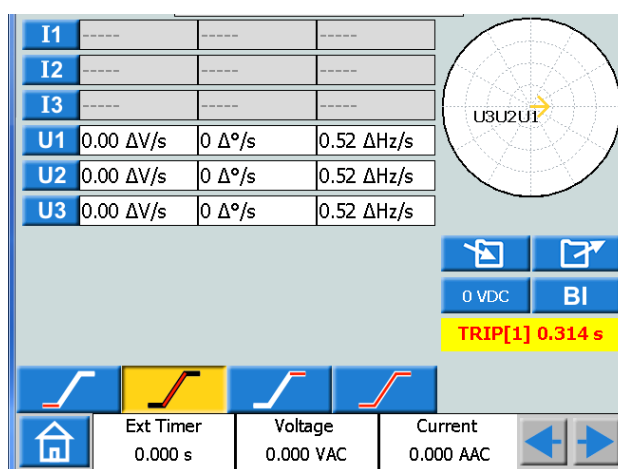 I1 ----- ----- -----
I2 ----- ----- -----
I3 ----- ----- -----
U1 0.00 ΔV/s 0 Δ°/s 0.52 ΔHz/s
U2 0.00 ΔV/s 0 Δ°/s 0.52 ΔHz/s
U3 0.00 ΔV/s 0 Δ°/s 0.52 ΔHz/s
U3U2U1
0 VDC BI
TRIP[1] 0.314 s
Ext Timer Voltage Current
0.000 s 0.000 VAC 0.000 AAC